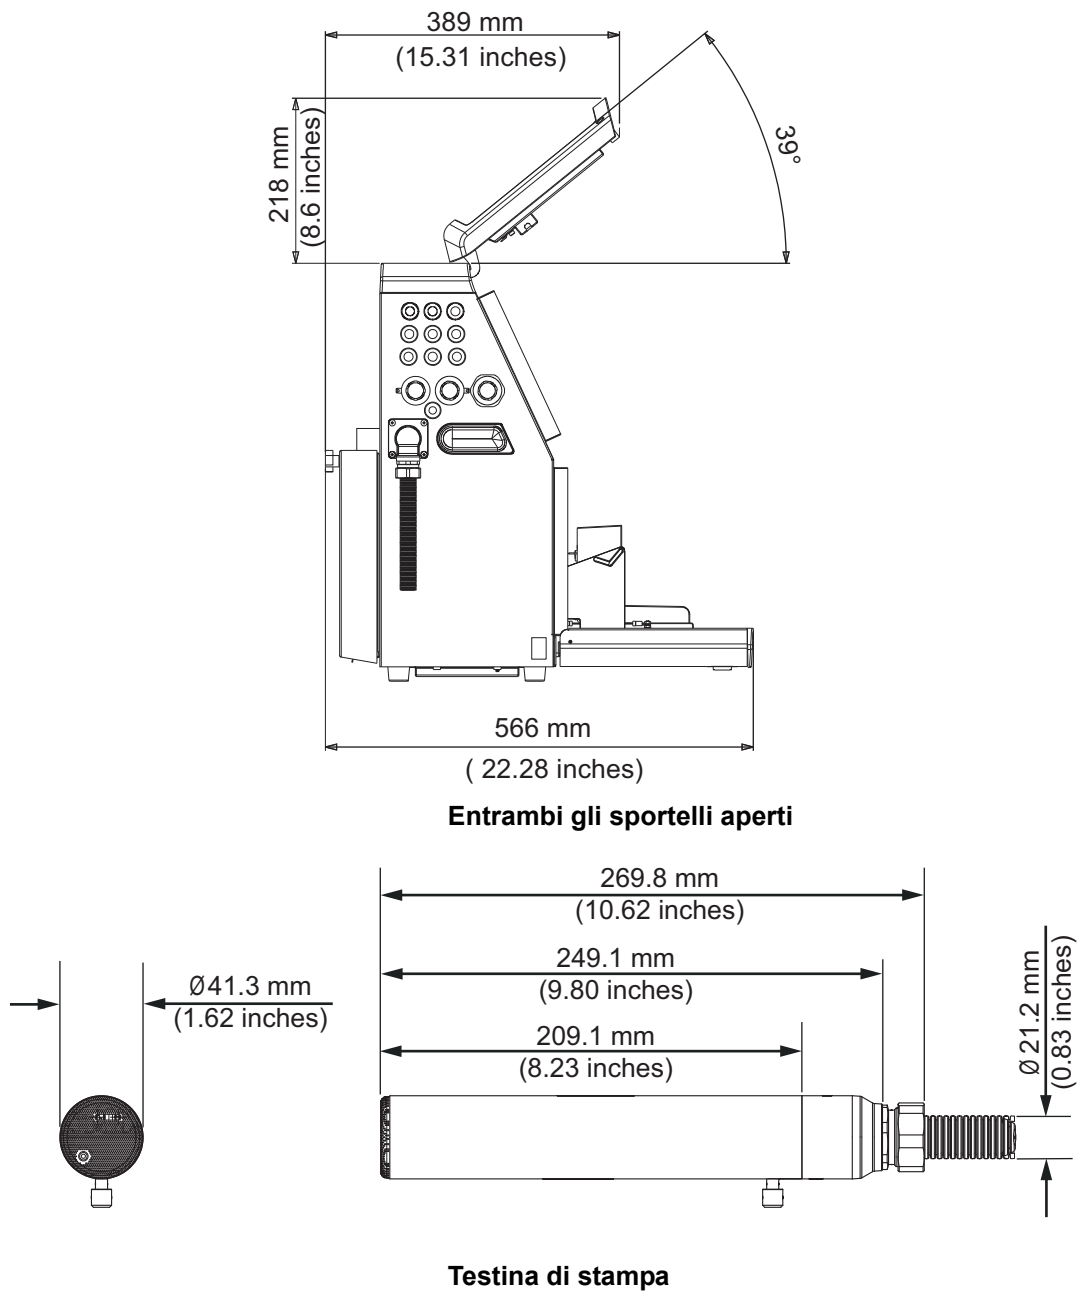 389 mm
(15.31 inches)
39°
218 mm
(8.6 inches)
566 mm
( 22.28 inches)
Entrambi gli sportelli aperti
269.8 mm
(10.62 inches)
249.1 mm
(9.80 inches)
Ø41.3 mm
(1.62 inches)
209.1 mm
(8.23 inches)
Ø21.2 mm
(0.83 inches)
Testina di stampa